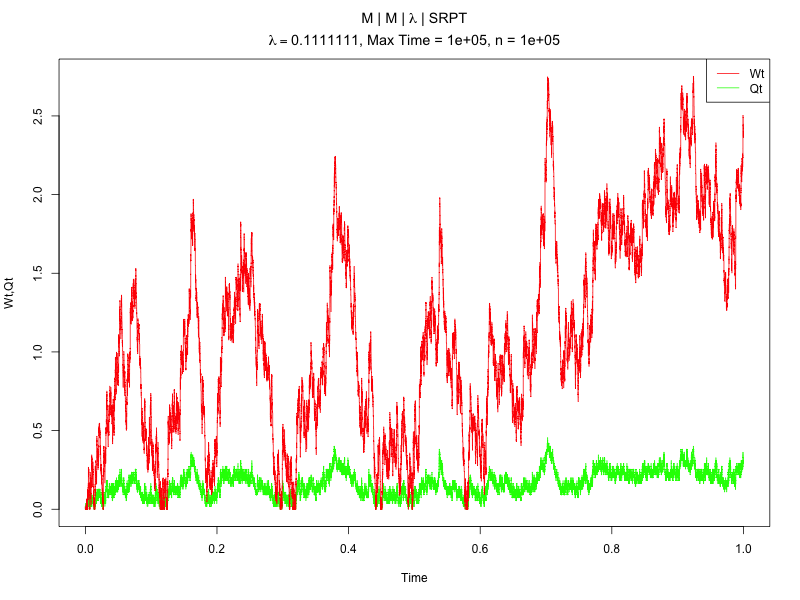 M | M | λ | SRPT
λ = 0.1111111, Max Time = 1e+05, n = 1e+05
Wt
Qt
Wt,Qt
2.5
2.0
1.5
1.0
0.5
0.0
0.0 0.2 0.4 0.6 0.8 1.0
Time